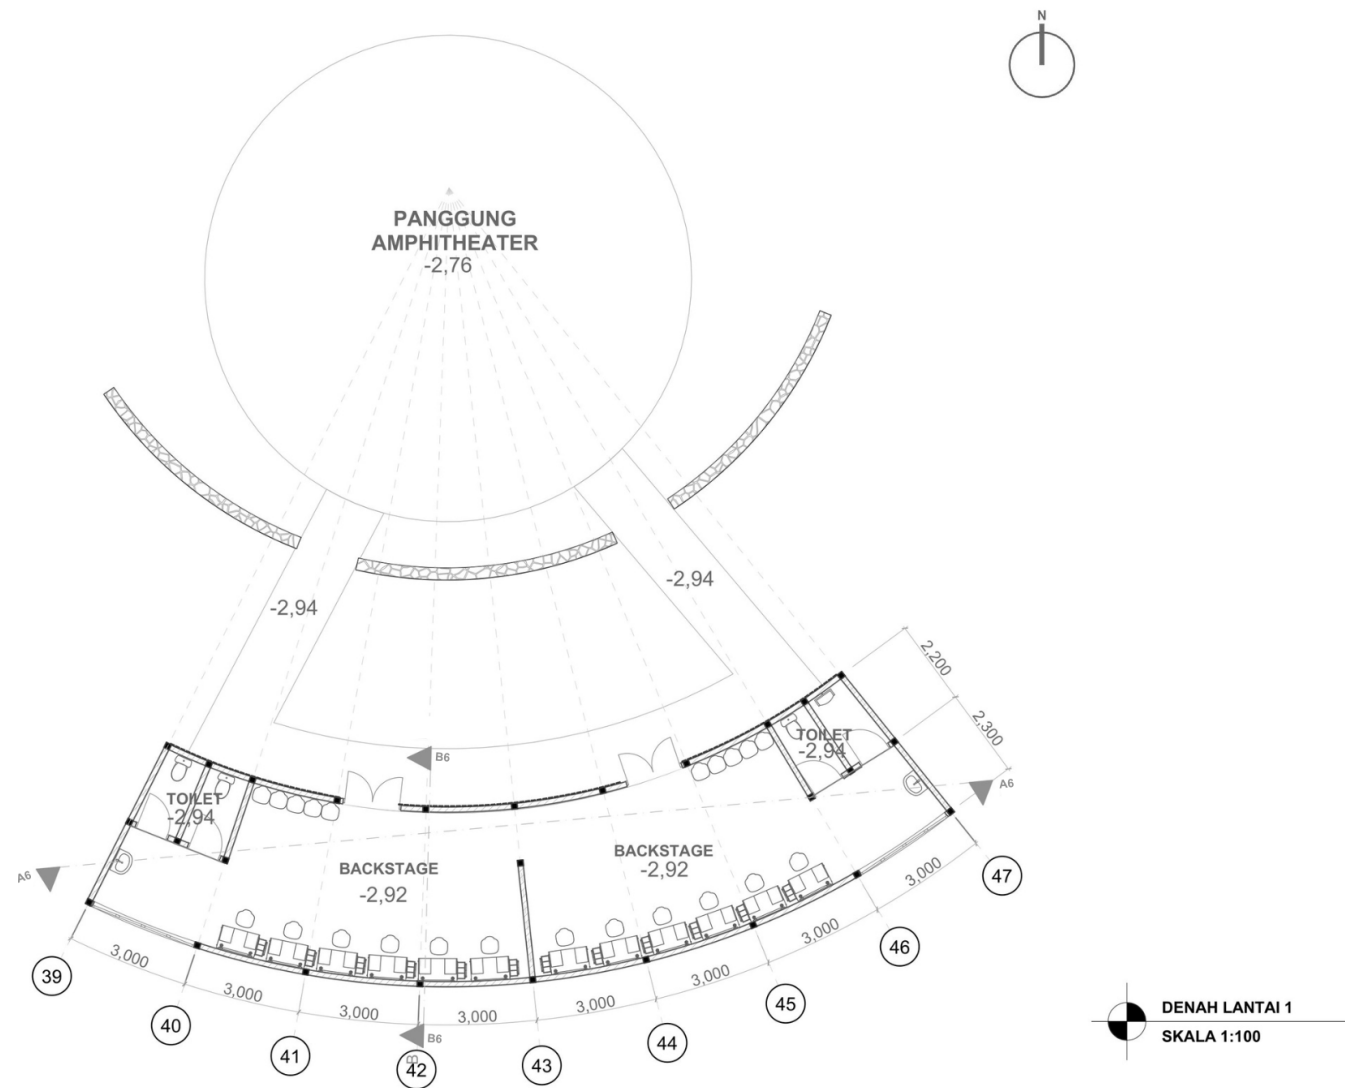 N
PANGGUNG
AMPHITHEATER
-2,76
-2,94
-2,94
2,200
2,300
TOILET
-2,94
B6
A6
TOILET
-2,94
BACKSTAGE
-2,92
BACKSTAGE
-2,92
A6
47
3,000
46
3,000
39
3,000
3,000
3,000
3,000
3,000
3,000
45
40
41
B
42
B6
43
44
DENAH LANTAI 1
SKALA 1:100